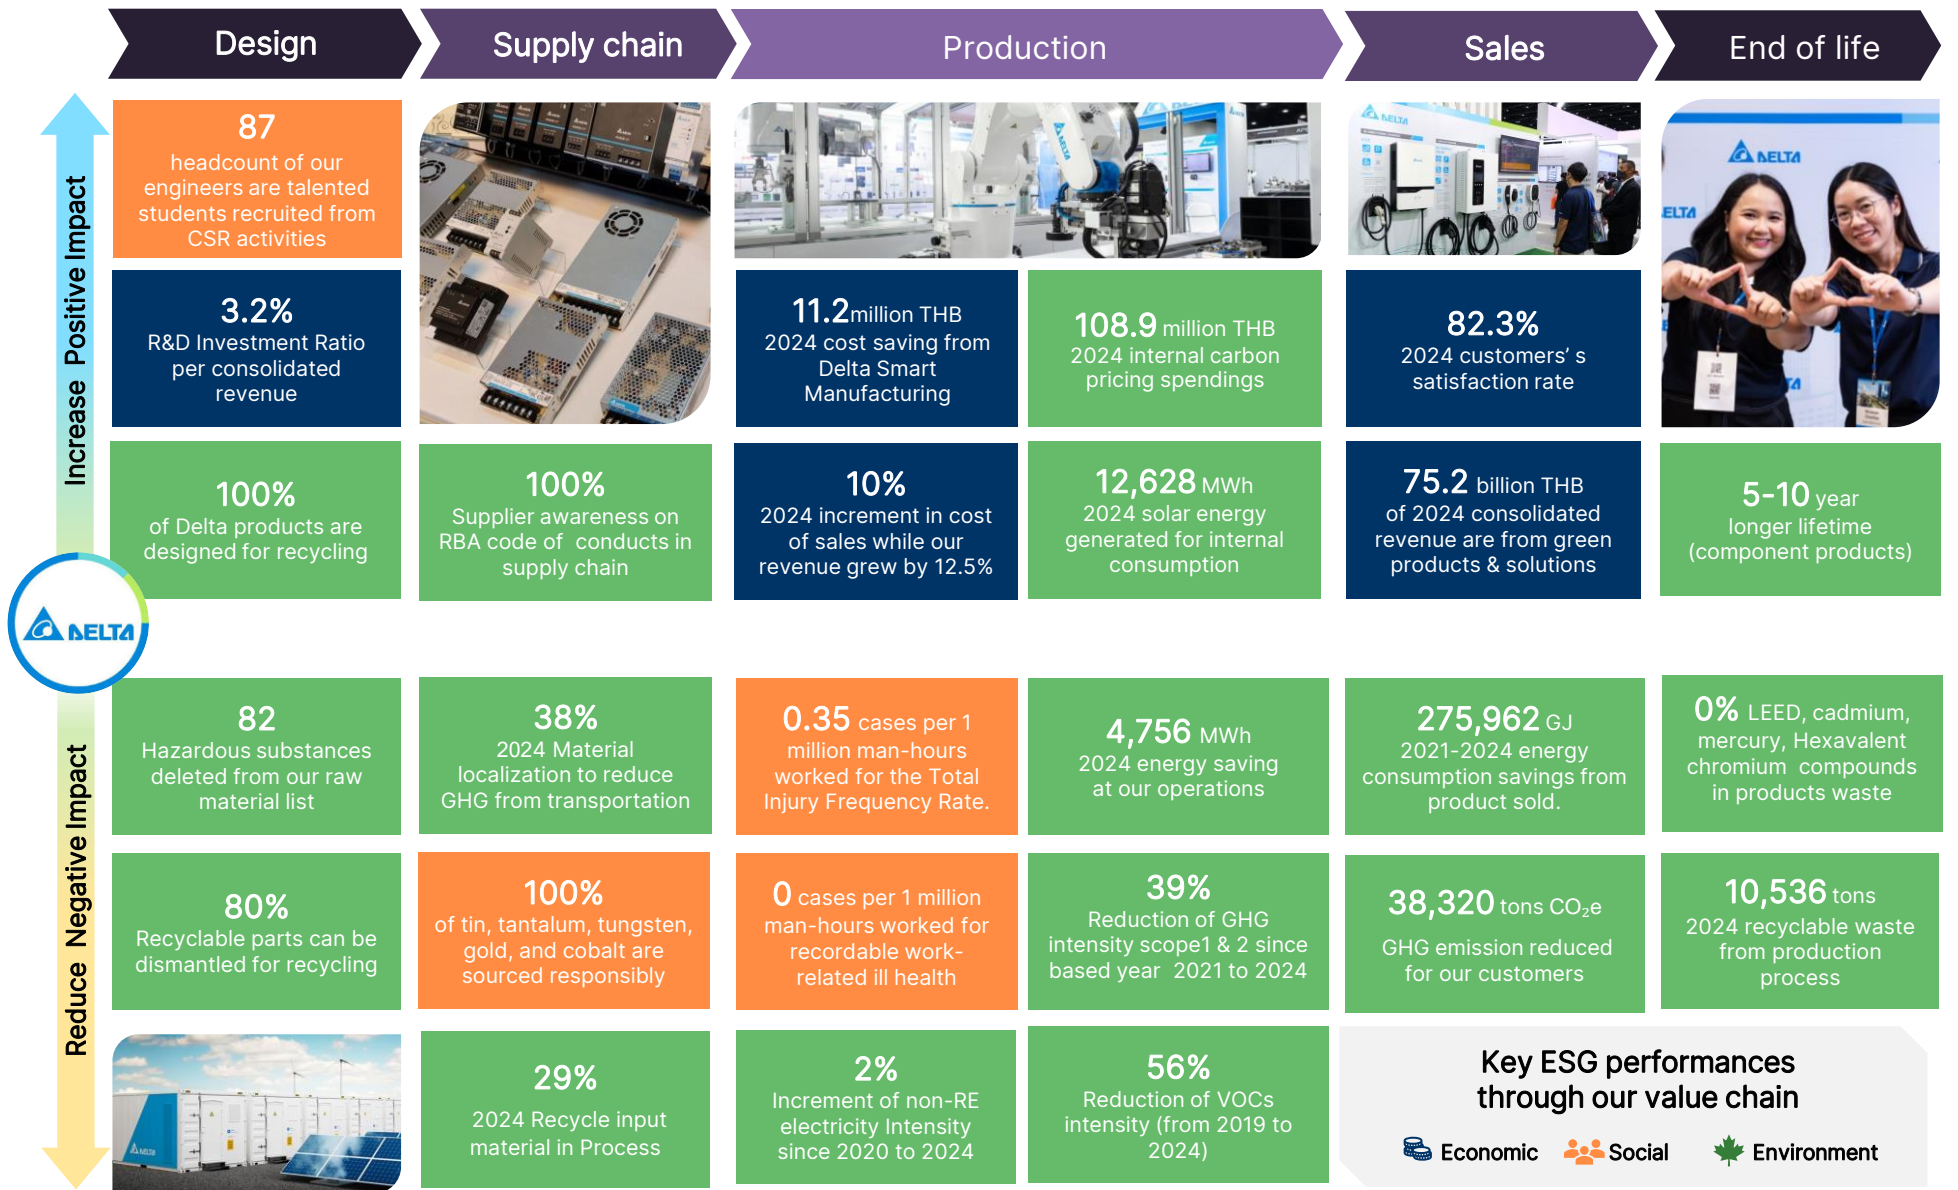 Design
Supply chain
Production
Sales
End of life
Increase Positive Impact
87
headcount of our
engineers are talented
students recruited from
CSR activities
3.2%
R&D Investment Ratio
per consolidated
revenue
11.2million THB
2024 cost saving from
Delta Smart
Manufacturing
108.9 million THB
2024 internal carbon
pricing spendings
82.3%
2024 customers’ s
satisfaction rate
DELTA
DELTA
DELTA
ELTA
100%
of Delta products are
designed for recycling
100%
Supplier awareness on
RBA code of  conducts in
supply chain
10%
2024 increment in cost
of sales while our
revenue grew by 12.5%
12,628 MWh
2024 solar energy
generated for internal
consumption
75.2 billion THB
of 2024 consolidated
revenue are from green
products & solutions
5-10 year
longer lifetime
(component products)
DELTA
Reduce Negative Impact
82
Hazardous substances
deleted from our raw
material list
38%
2024 Material
localization to reduce
GHG from transportation
0.35 cases per 1
million man-hours
worked for the Total
Injury Frequency Rate.
4,756 MWh
2024 energy saving
at our operations
275,962 GJ
2021-2024 energy
consumption savings from
product sold.
0% LEED, cadmium,
mercury, Hexavalent
chromium  compounds
in products waste
80%
Recyclable parts can be
dismantled for recycling
100%
of tin, tantalum, tungsten,
gold, and cobalt are
sourced responsibly
0 cases per 1 million
man-hours worked for
recordable work-
related ill health
39%
Reduction of GHG
intensity scope1 & 2 since
based year  2021 to 2024
38,320 tons CO₂e
GHG emission reduced
for our customers
10,536 tons
2024 recyclable waste
from production
process
DELTA
29%
2024 Recycle input
material in Process
2%
Increment of non-RE
electricity Intensity
since 2020 to 2024
56%
Reduction of VOCs
intensity (from 2019 to
2024)
Key ESG performances
through our value chain
Economic
Social
Environment